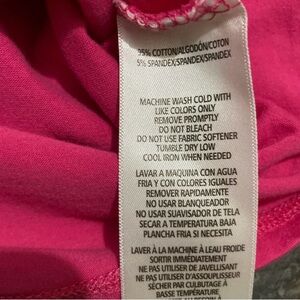 95% COTTON/ALGODÓN/COTON
5% SPANDEX/SPANDEX/SPANDEX
MACHINE WASH COLD WITH
LIKE COLORS ONLY
REMOVE PROMPTLY
DO NOT BLEACH
DO NOT USE FABRIC SOFTENER
TUMBLE DRY LOW
COOL IRON WHEN NEEDED
LAVAR A MAQUINA CON AGUA
FRIA Y CON COLORES IGUALES
REMOVER RAPIDAMENTE
NO USAR BLANQUEADOR
NO USAR SUAVISADOR DE TELA
SECAR A TEMPERATURA BAJA
PLANCHA FRIA SI NECESITA
LAVER À LA MACHINE À L'EAU FROIDE
SORTIR IMMÉDIATEMENT
NE PAS UTILISER DE JAVELLISANT
NE PAS UTILISER D'ASSOUPLISSEUR
SÉCHER PAR CULBUTAGE À
BASSE TEMPÉRATURE